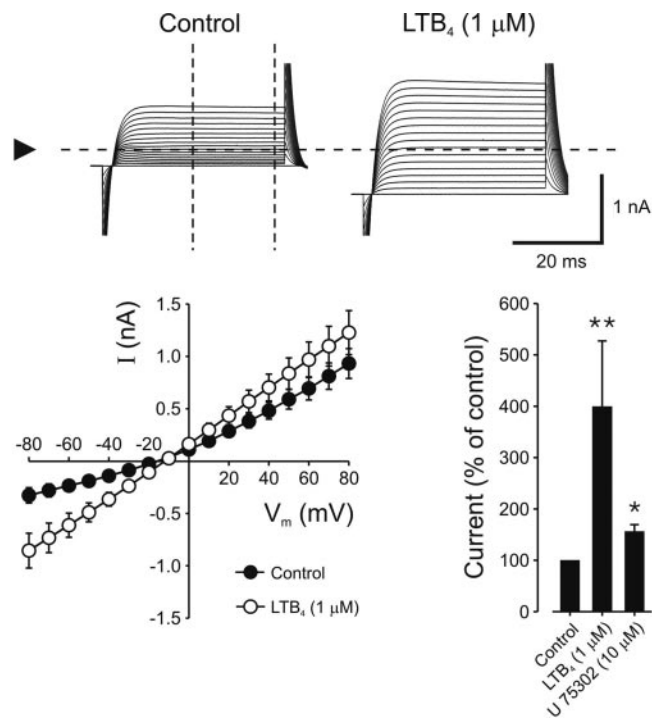 Control
LTB₄ (1 μM)
1 nA
20 ms
I (nA)
1.5
1.0
0.5
-80 -60 -40 -20
20 40 60 80
-0.5
-1.0
-1.5
Vₘ (mV)
Control
LTB₄ (1 μM)
Current (% of control)
600
500
400
300
200
100
0
**
*
Control
LTB₄ (1 μM)
U 75302 (10 μM)